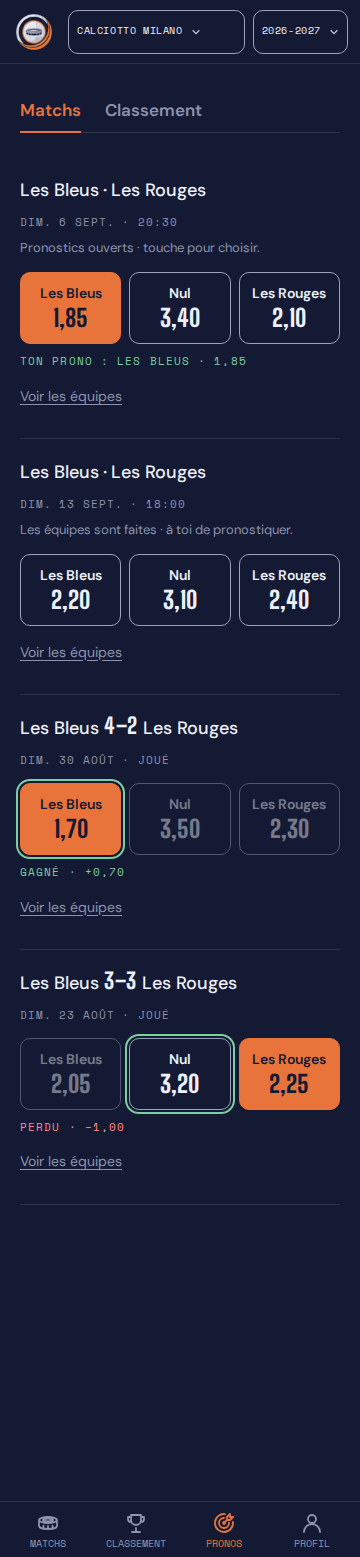 CALCIOTTO MILANO
2026-2027
Matchs Classement
Les Bleus · Les Rouges
DIM. 6 SEPT. · 20:30
Pronostics ouverts · touche pour choisir.
Les Bleus Nul Les Rouges
1,85 3,40 2,10
TON PRONO : LES BLEUS · 1,85
Voir les équipes
Les Bleus · Les Rouges
DIM. 13 SEPT. · 18:00
Les équipes sont faites · à toi de pronostiquer.
Les Bleus Nul Les Rouges
2,20 3,10 2,40
Voir les équipes
Les Bleus 4–2 Les Rouges
DIM. 30 AOÛT · JOUÉ
Les Bleus Nul Les Rouges
1,70 3,50 2,30
GAGNÉ · +0,70
Voir les équipes
Les Bleus 3–3 Les Rouges
DIM. 23 AOÛT · JOUÉ
Les Bleus Nul Les Rouges
2,05 3,20 2,25
PERDU · −1,00
Voir les équipes
MATCHS CLASSEMENT PRONOS PROFIL